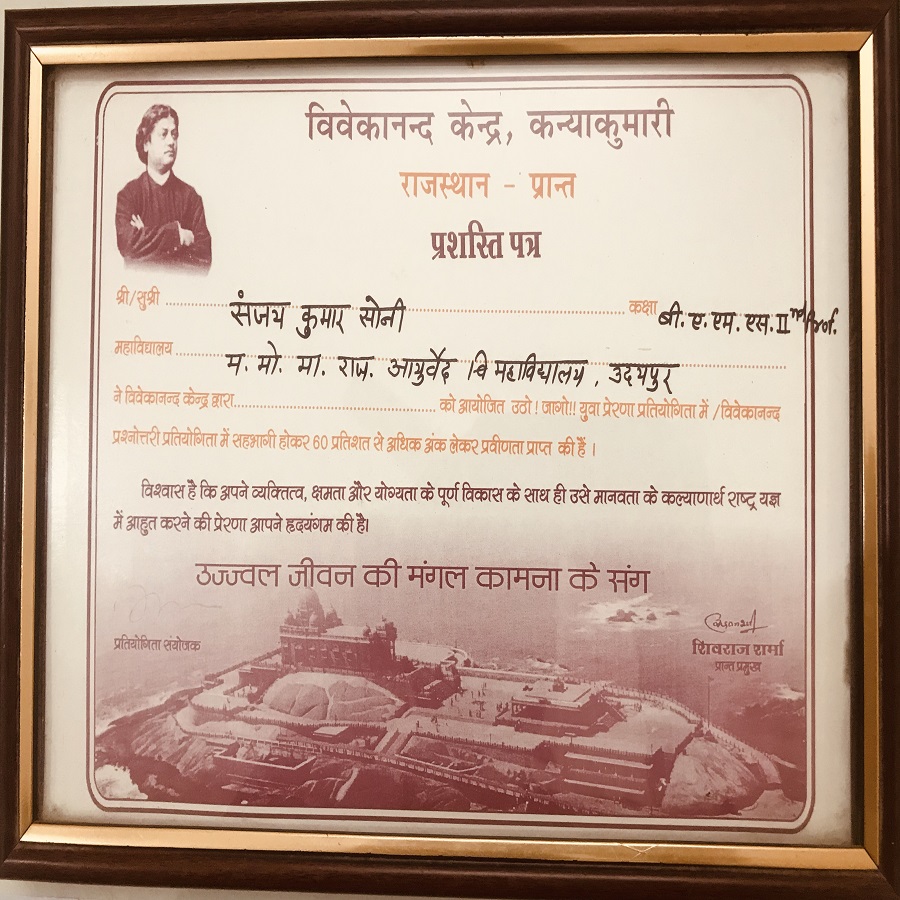 विवेकानन्द केन्द्र, कन्याकुमारी
राजस्थान - प्रान्त
प्रशस्ति पत्र
श्री/सुश्री संजय कुमार सोनी कक्षा बी. ए. एम. एस. II nd Prof.
महाविद्यालय म. मो. मा. राज. आयुर्वेद वि महाविद्यालय, उदयपुर
ने विवेकानन्द केन्द्र द्वारा को आयोजित उठो ! जागो!! युवा प्रेरणा प्रतियोगिता में / विवेकानन्द
प्रश्नोत्तरी प्रतियोगिता में सहभागी होकर 60 प्रतिशत से अधिक अंक लेकर प्रवीणता प्राप्त की हैं ।
विश्वास है कि अपने व्यक्तित्व, क्षमता और योग्यता के पूर्ण विकास के साथ ही उसे मानवता के कल्याणार्थ राष्ट्र यज्ञ
में आहुत करने की प्रेरणा आपने हृदयंगम की है।
उज्ज्वल जीवन की मंगल कामना के संग
प्रतियोगिता संयोजक
शिवराज शर्मा
प्रान्त प्रमुख